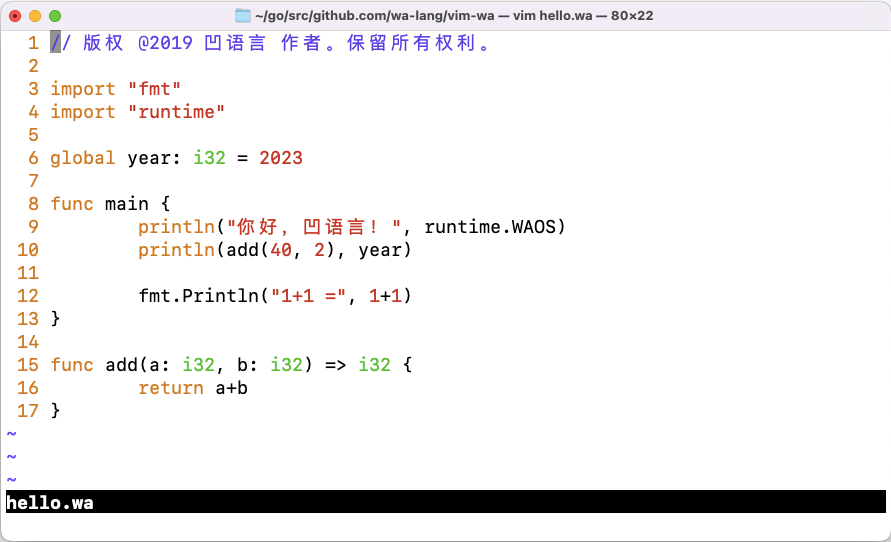 ~/go/src/github.com/wa-lang/vim-wa — vim hello.wa — 80×22
1 // 版权 @2019 凹语言 作者。保留所有权利。
2
3 import "fmt"
4 import "runtime"
5
6 global year: i32 = 2023
7
8 func main {
9         println("你好，凹语言！", runtime.WAOS)
10         println(add(40, 2), year)
11
12         fmt.Println("1+1 =", 1+1)
13 }
14
15 func add(a: i32, b: i32) => i32 {
16         return a+b
17 }
~
~
~
hello.wa